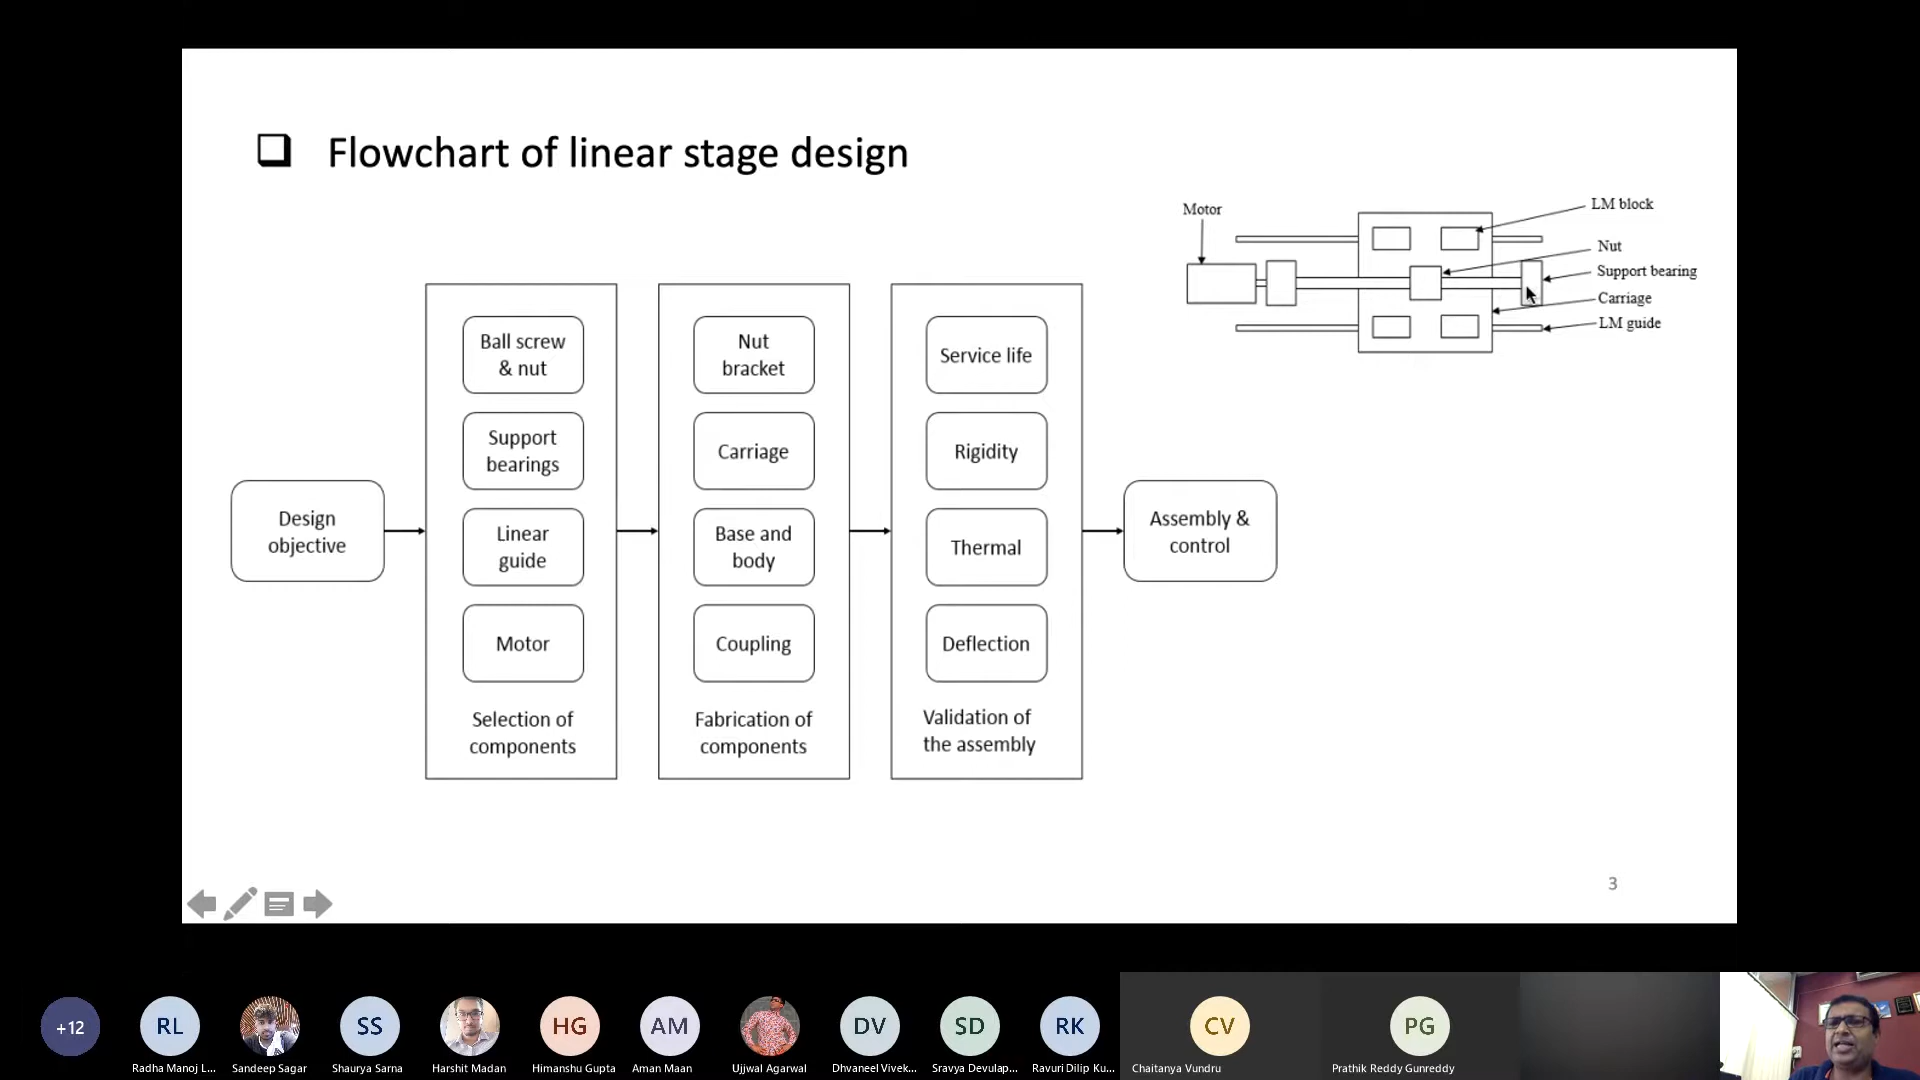 Flowchart of linear stage design
Motor
LM block
Nut
Support bearing
Carriage
LM guide
Design
objective
Ball screw
& nut
Support
bearings
Linear
guide
Motor
Selection of
components
Nut
bracket
Carriage
Base and
body
Coupling
Fabrication of
components
Service life
Rigidity
Thermal
Deflection
Validation of
the assembly
Assembly &
control
3
+12
RL
SS
HG
AM
DV
SD
RK
CV
PG
Radha Manoj L...
Sandeep Sagar
Shaurya Sarna
Harshit Madan
Himanshu Gupta
Aman Maan
Ujjwal Agarwal
Dhvaneel Vivek...
Sravya Devulap...
Ravuri Dilip Ku...
Chaitanya Vundru
Prathik Reddy Gunreddy